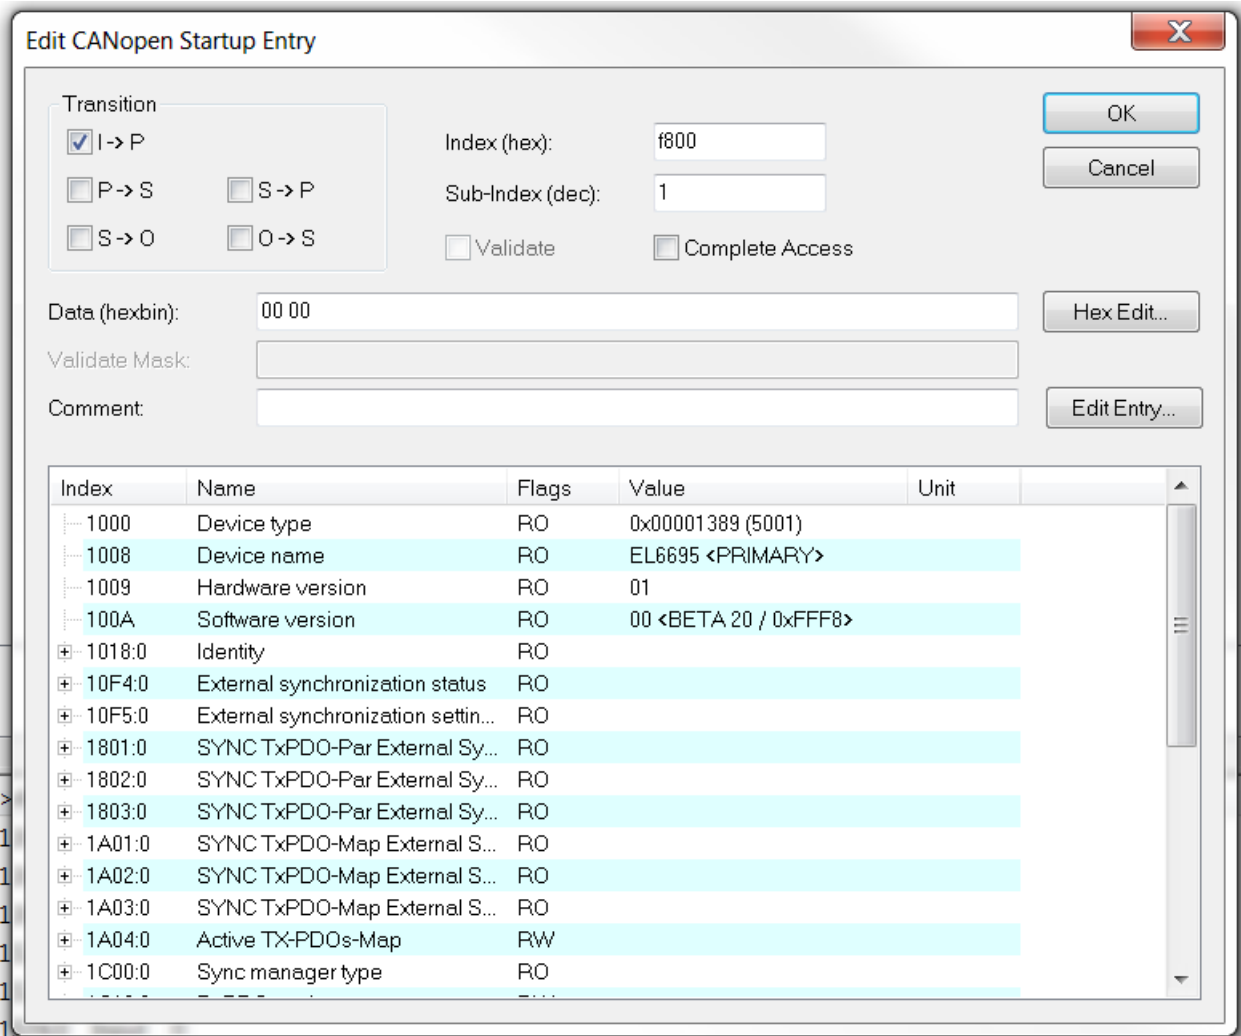 Edit CANopen Startup Entry
Transition
I -> P
P -> S
S -> P
S -> O
O -> S
Index (hex):
f800
Sub-Index (dec):
1
Validate
Complete Access
OK
Cancel
Data (hexbin):
00 00
Hex Edit...
Validate Mask:
Comment:
Edit Entry...
Index Name Flags Value Unit
1000 Device type RO 0x00001389 (5001)
1008 Device name RO EL6695 <PRIMARY>
1009 Hardware version RO 01
100A Software version RO 00 <BETA 20 / 0xFFF8>
1018:0 Identity RO
10F4:0 External synchronization status RO
10F5:0 External synchronization settin... RO
1801:0 SYNC TxPDO-Par External Sy... RO
1802:0 SYNC TxPDO-Par External Sy... RO
1803:0 SYNC TxPDO-Par External Sy... RO
1A01:0 SYNC TxPDO-Map External S... RO
1A02:0 SYNC TxPDO-Map External S... RO
1A03:0 SYNC TxPDO-Map External S... RO
1A04:0 Active TX-PDOs-Map RW
1C00:0 Sync manager type RO